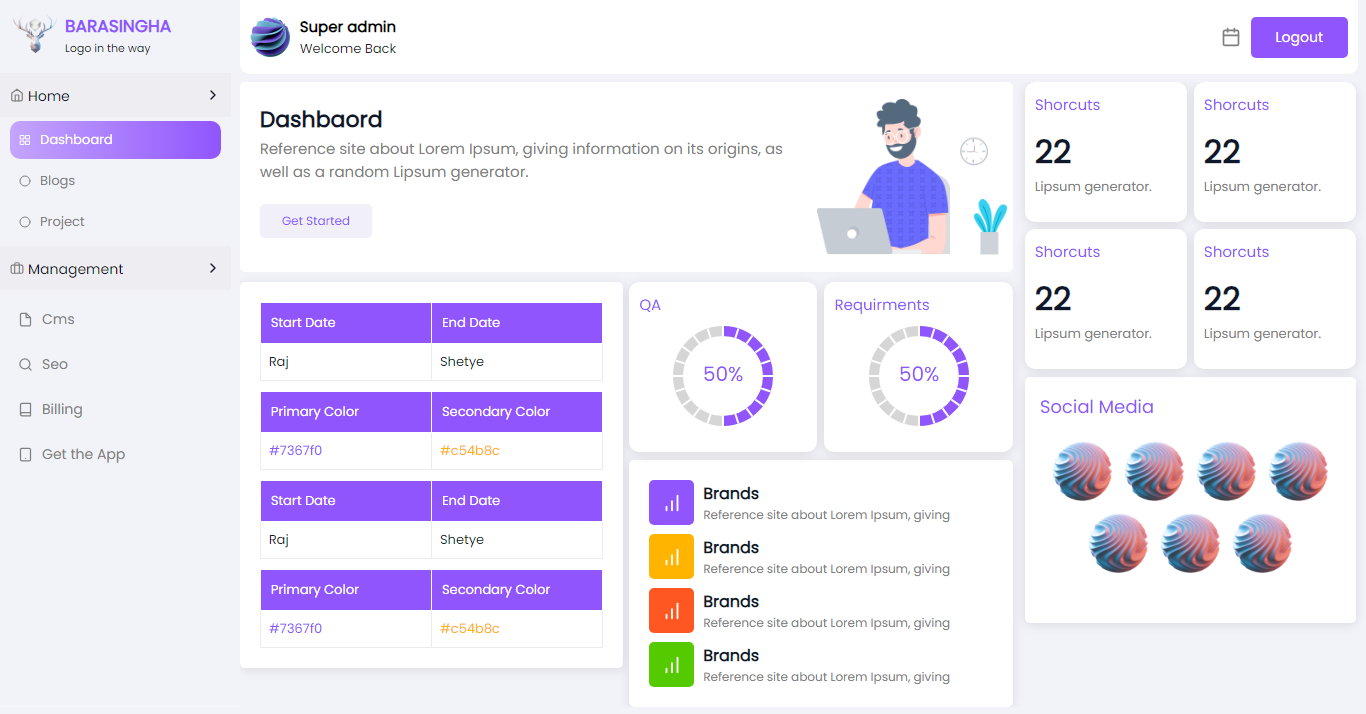 BARASINGHA
Logo in the way
Home
Dashboard
Blogs
Project
Management
Cms
Seo
Billing
Get the App
Super admin
Welcome Back
Logout
Dashbaord
Reference site about Lorem Ipsum, giving information on its origins, as
well as a random Lipsum generator.
Get Started
Start Date End Date
Raj Shetye
Primary Color Secondary Color
#7367f0 #c54b8c
Start Date End Date
Raj Shetye
Primary Color Secondary Color
#7367f0 #c54b8c
QA
50%
Requirments
50%
Brands
Reference site about Lorem Ipsum, giving
Brands
Reference site about Lorem Ipsum, giving
Brands
Reference site about Lorem Ipsum, giving
Brands
Reference site about Lorem Ipsum, giving
Shorcuts
22
Lipsum generator.
Shorcuts
22
Lipsum generator.
Shorcuts
22
Lipsum generator.
Shorcuts
22
Lipsum generator.
Social Media